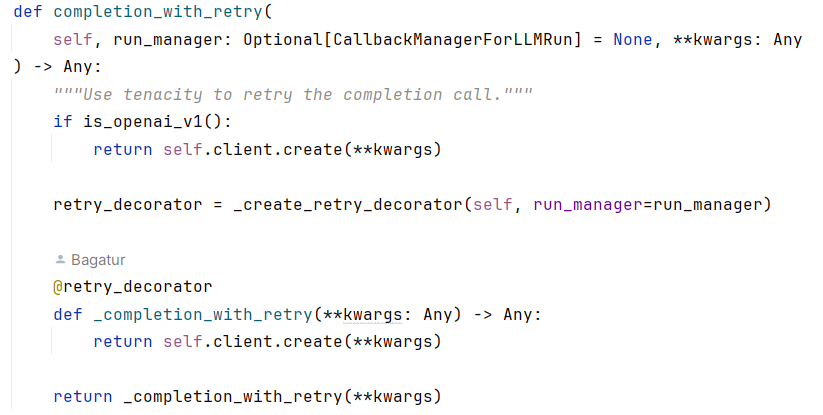 def completion_with_retry(
    self, run_manager: Optional[CallbackManagerForLLMRun] = None, **kwargs: Any
) -> Any:
    """Use tenacity to retry the completion call."""
    if is_openai_v1():
        return self.client.create(**kwargs)

    retry_decorator = _create_retry_decorator(self, run_manager=run_manager)

    Bagatur
    @retry_decorator
    def _completion_with_retry(**kwargs: Any) -> Any:
        return self.client.create(**kwargs)

    return _completion_with_retry(**kwargs)